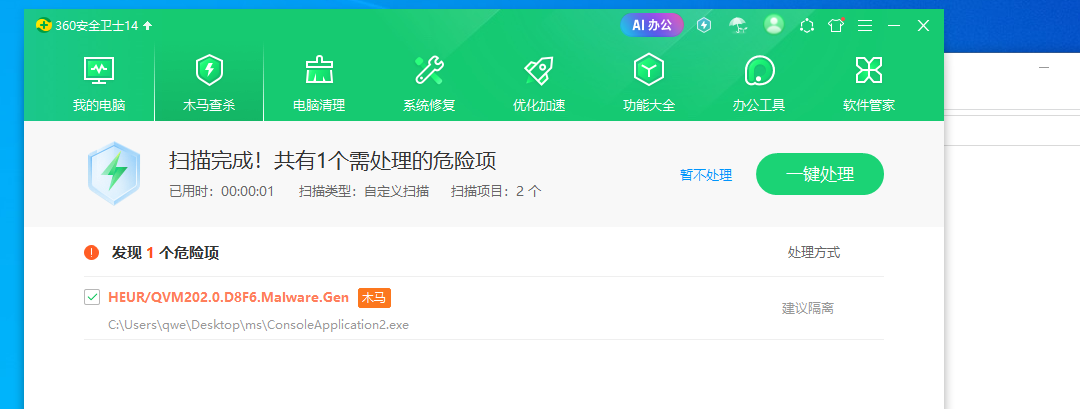 360安全卫士14
AI 办公
我的电脑
木马查杀
电脑清理
系统修复
优化加速
功能大全
办公工具
软件管家
扫描完成！共有1个需处理的危险项
已用时：00:00:01 扫描类型：自定义扫描 扫描项目：2 个
暂不处理
一键处理
发现 1 个危险项
处理方式
HEUR/QVM202.0.D8F6.Malware.Gen 木马
建议隔离
C:\Users\qwe\Desktop\ms\ConsoleApplication2.exe